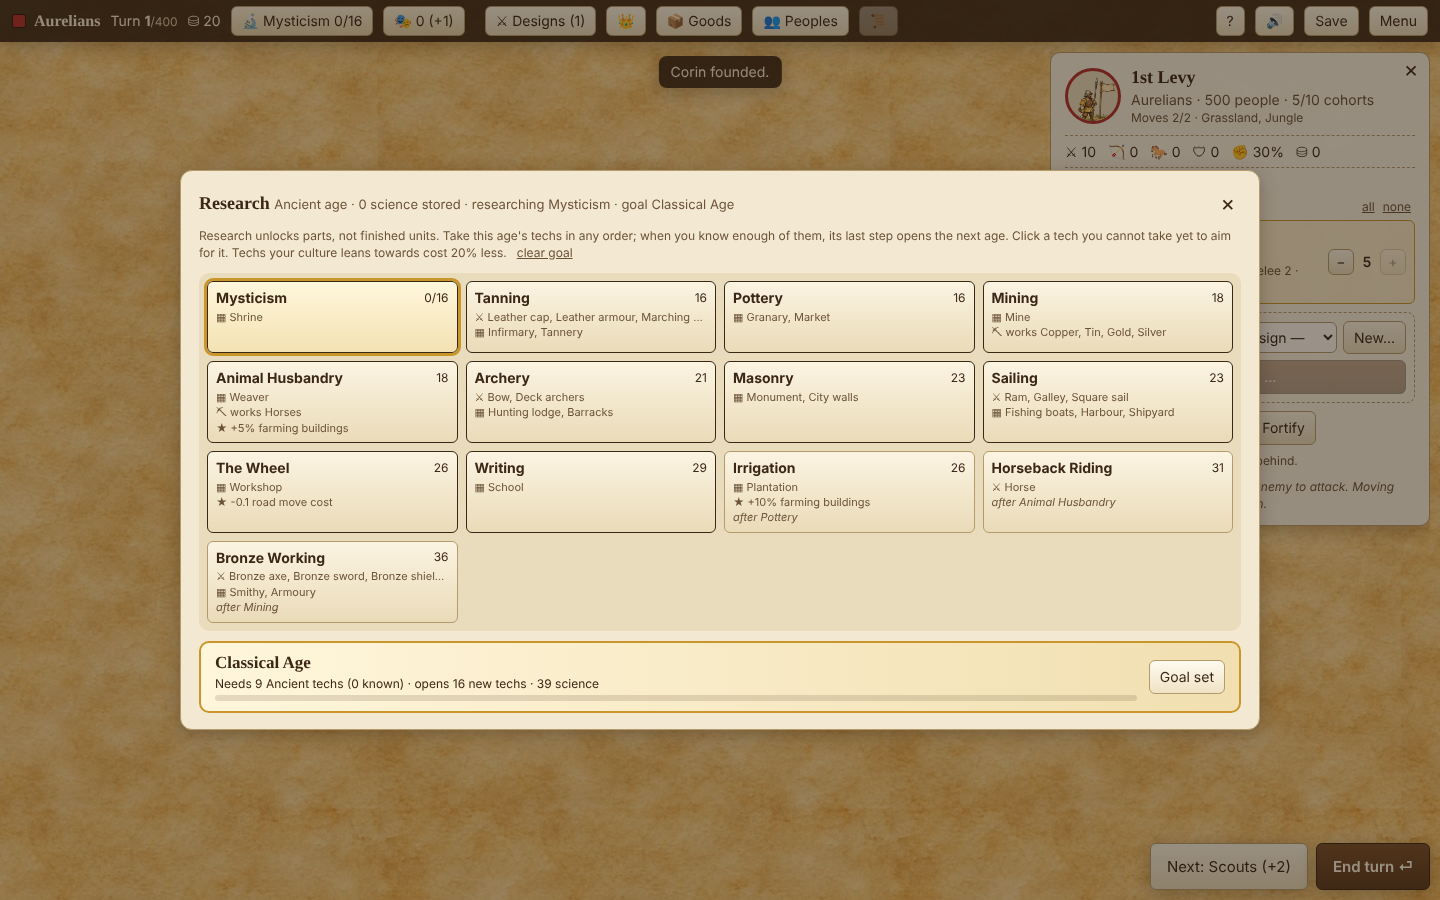 Aurelians Turn 1/400 20 Mysticism 0/16 0 (+1) Designs (1) Goods Peoples ? Save Menu
Corin founded.
1st Levy
Aurelians · 500 people · 5/10 cohorts
Moves 2/2 · Grassland, Jungle
10 0 0 0 30% 0
all none
elee 2 ·
− 5 +
sign — New...
...
Fortify
behind.
nemy to attack. Moving
n.
Research Ancient age · 0 science stored · researching Mysticism · goal Classical Age
Research unlocks parts, not finished units. Take this age's techs in any order; when you know enough of them, its last step opens the next age. Click a tech you cannot take yet to aim
for it. Techs your culture leans towards cost 20% less. clear goal
Mysticism 0/16
Shrine
Tanning 16
Leather cap, Leather armour, Marching ...
Infirmary, Tannery
Pottery 16
Granary, Market
Mining 18
Mine
works Copper, Tin, Gold, Silver
Animal Husbandry 18
Weaver
works Horses
★ +5% farming buildings
Archery 21
Bow, Deck archers
Hunting lodge, Barracks
Masonry 23
Monument, City walls
Sailing 23
Ram, Galley, Square sail
Fishing boats, Harbour, Shipyard
The Wheel 26
Workshop
★ -0.1 road move cost
Writing 29
School
Irrigation 26
Plantation
★ +10% farming buildings
after Pottery
Horseback Riding 31
Horse
after Animal Husbandry
Bronze Working 36
Bronze axe, Bronze sword, Bronze shiel...
Smithy, Armoury
after Mining
Classical Age
Needs 9 Ancient techs (0 known) · opens 16 new techs · 39 science
Goal set
Next: Scouts (+2)
End turn ⏎